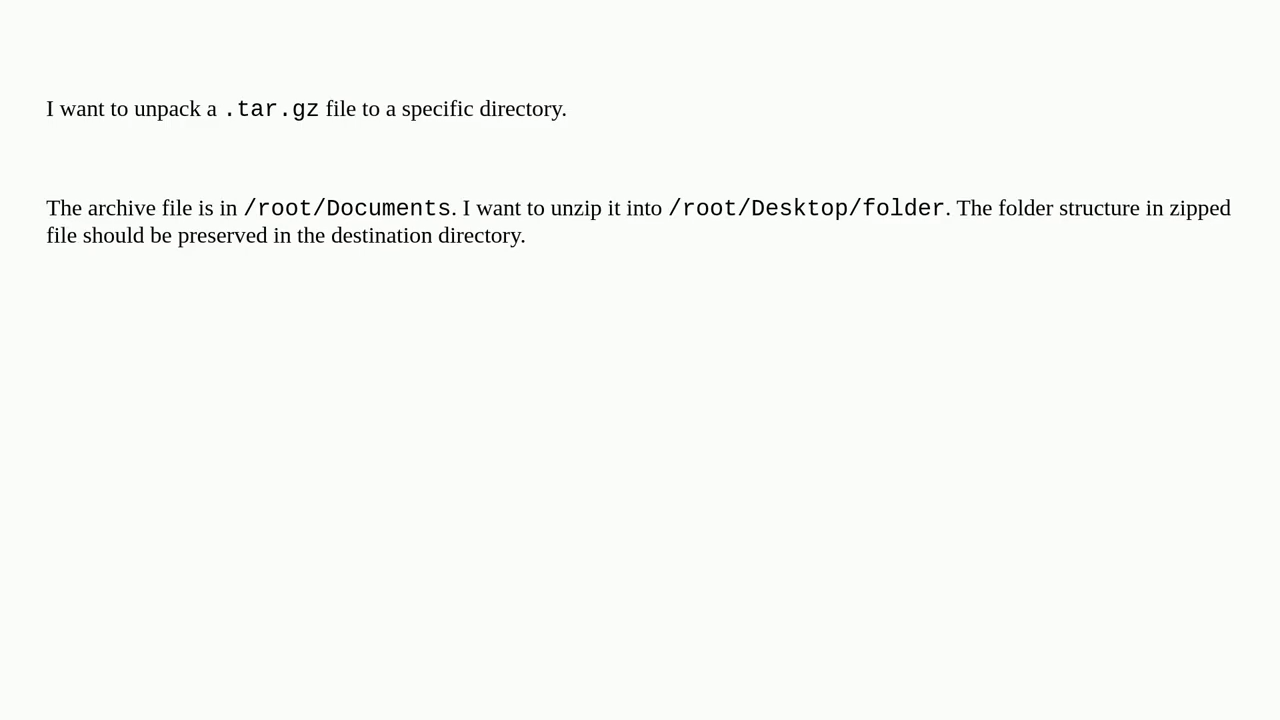 I want to unpack a .tar.gz file to a specific directory.
The archive file is in /root/Documents. I want to unzip it into /root/Desktop/folder. The folder structure in zipped
file should be preserved in the destination directory.